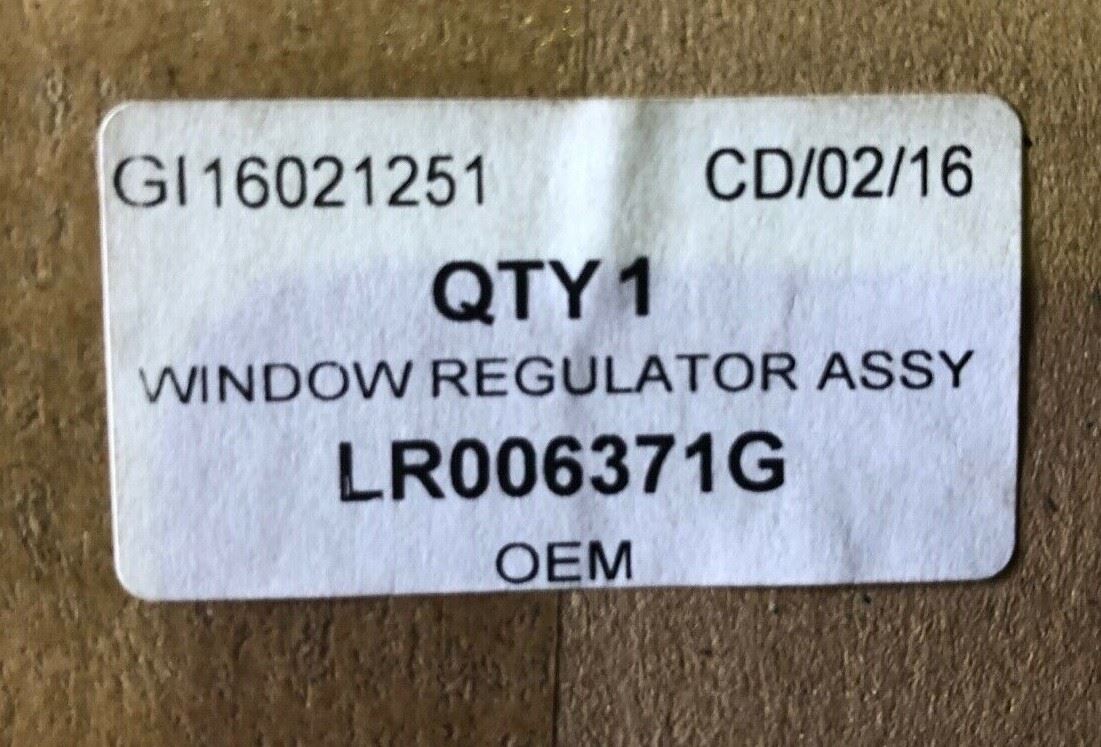 GI16021251 CD/02/16
QTY 1
WINDOW REGULATOR ASSY
LR006371G
OEM